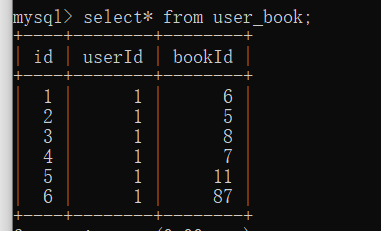 mysql> select* from user_book;
+----+--------+--------+
| id | userId | bookId |
+----+--------+--------+
| 1 | 1 | 6 |
| 2 | 1 | 5 |
| 3 | 1 | 8 |
| 4 | 1 | 7 |
| 5 | 1 | 11 |
| 6 | 1 | 87 |
+----+--------+--------+